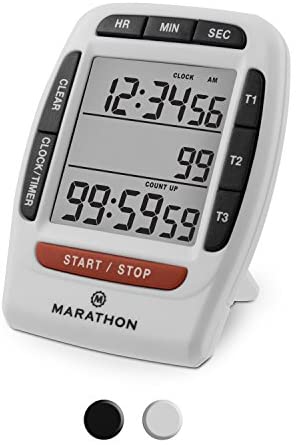 HR MIN SEC
CLEAR
CLOCK/TIMER
CLOCK AM
12:34 56
99
COUNT UP
99:59 59
T1
T2
T3
START / STOP
M
MARATHON